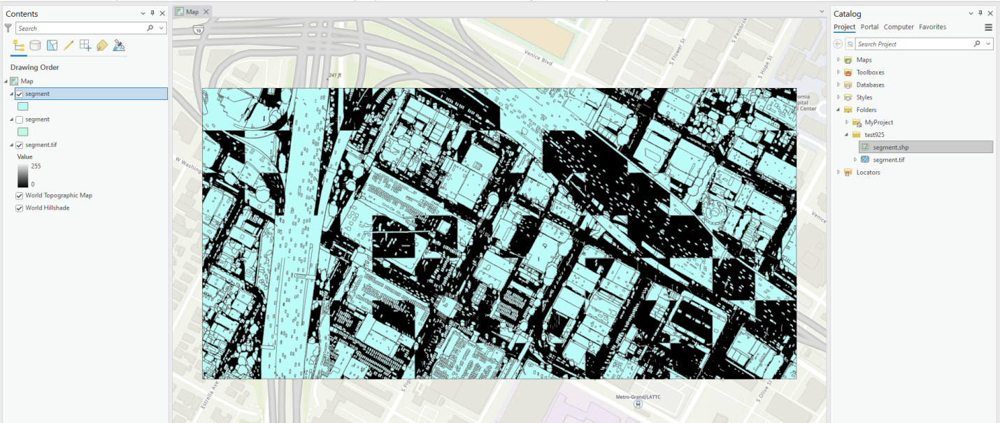 Contents
Search
Drawing Order
Map
segment
segment
segment.tif
Value
255
0
World Topographic Map
World Hillshade
Map
10
241 ft
Venice Blvd
S Flower St
S Pembrok
S Hope St
ornia
spital
l Center
W Washing
Venice
Estrella Ave
S Fig
Metro-Grand/LATTC
S Olive St
Catalog
Project Portal Computer Favorites
Search Project
Maps
Toolboxes
Databases
Styles
Folders
MyProject
test925
segment.shp
segment.tif
Locators